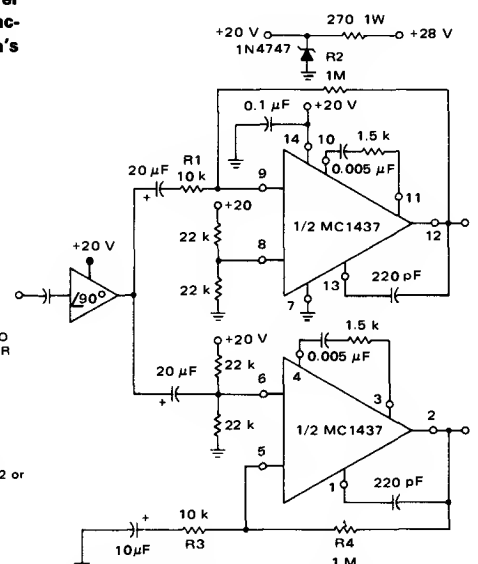 er
nc-
n's
+20 V
270 1W
+28 V
1N4747
R2
1M
0.1 μF
+20 V
14
10
1.5 k
0.005 μF
20 μF
+
R1
10 k
9
11
+20
1/2 MC1437
12
22 k
8
13
+20 V
22 k
7
220 pF
∠90°
O
R
+20 V
1.5 k
22 k
4
0.005 μF
20 μF
+
6
3
22 k
1/2 MC1437
2
5
2 or
1
220 pF
10 k
+
10μF
R3
R4
1 M